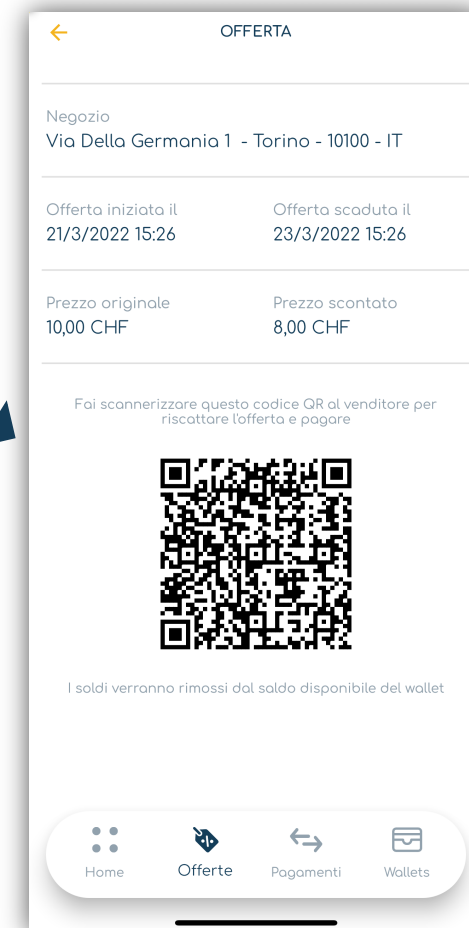 OFFERTA
Negozio
Via Della Germania 1 - Torino - 10100 - IT
Offerta iniziata il
Offerta scaduta il
21/3/2022 15:26
23/3/2022 15:26
Prezzo originale
Prezzo scontato
10,00 CHF
8,00 CHF
Fai scannerizzare questo codice QR al venditore per
riscattare l'offerta e pagare
I soldi verranno rimossi dal saldo disponibile del wallet
Home
Offerte
Pagamenti
Wallets